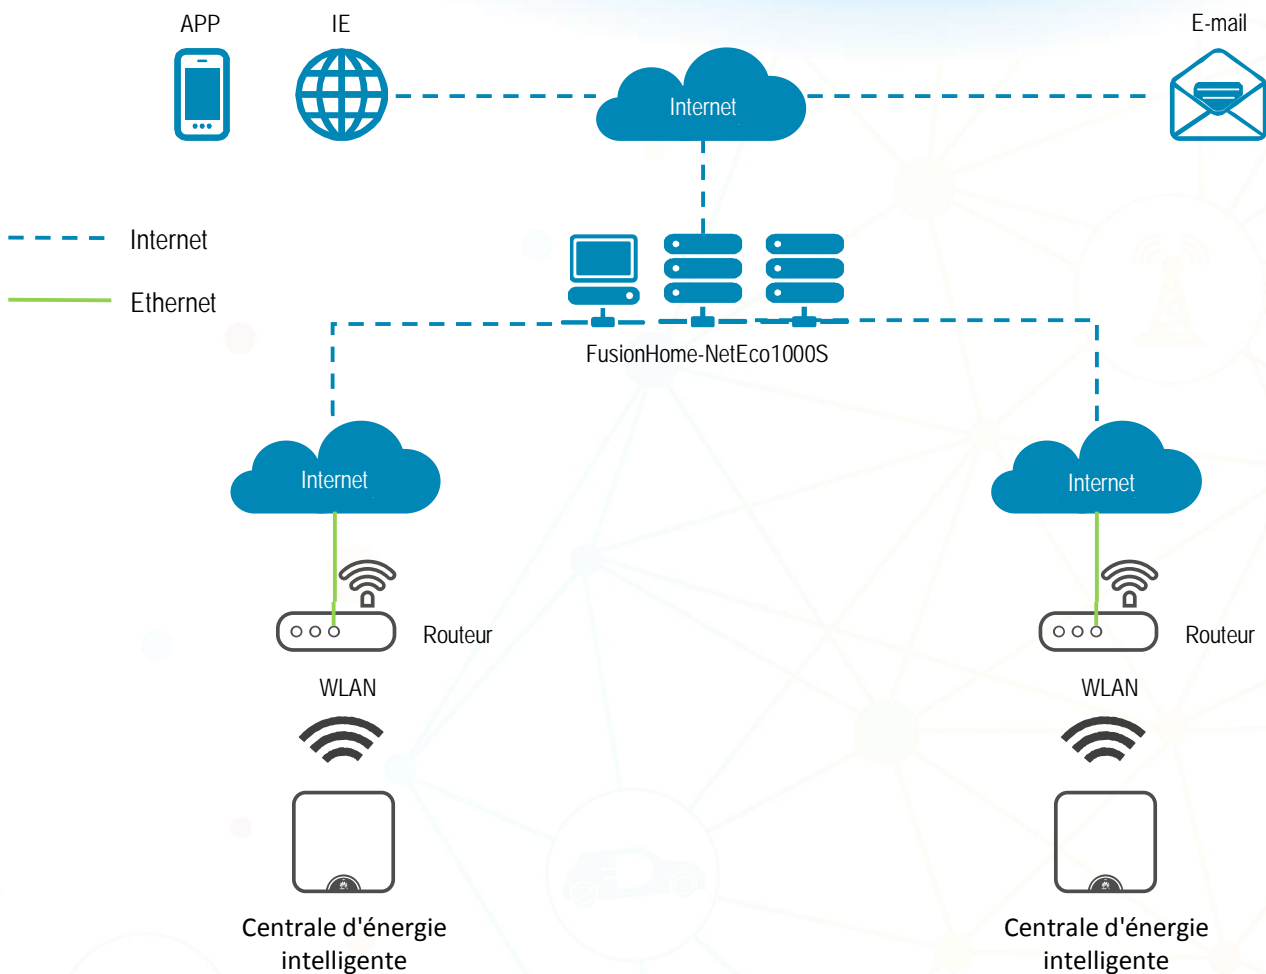 APP
IE
E-mail
Internet
Internet
Ethernet
FusionHome-NetEco1000S
Internet
Internet
Routeur
Routeur
WLAN
WLAN
Centrale d'énergie
intelligente
Centrale d'énergie
intelligente